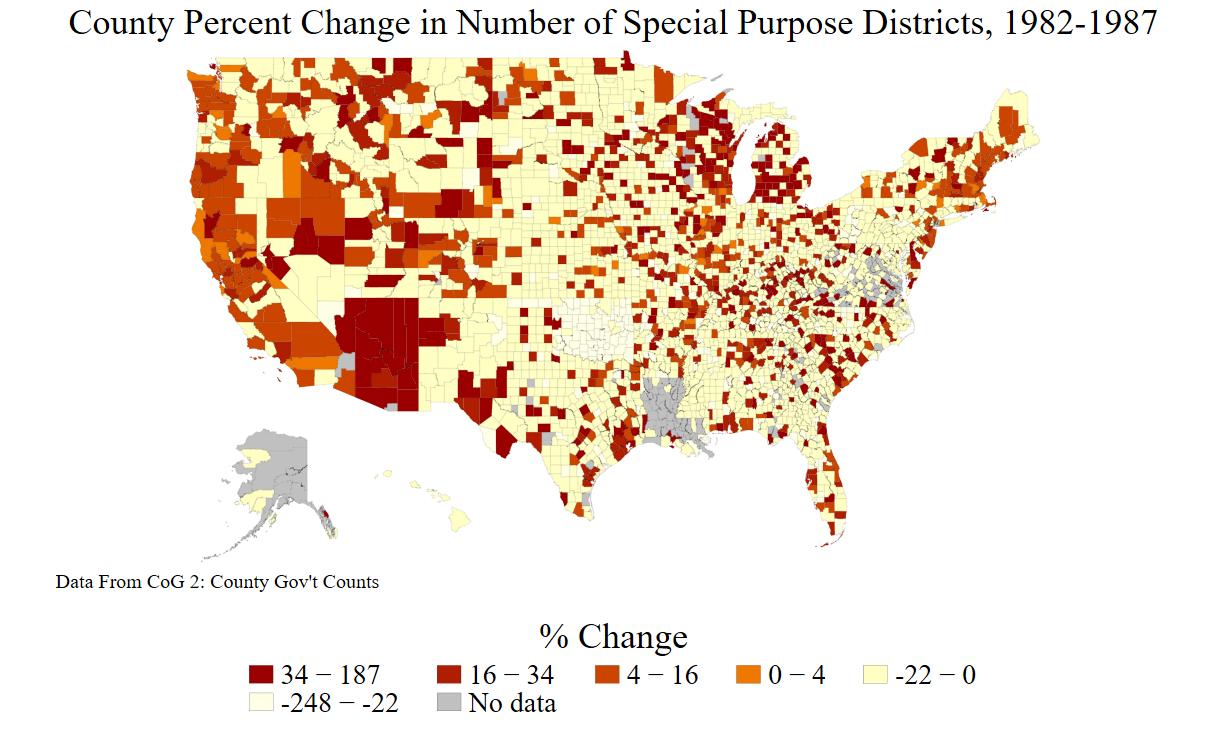 County Percent Change in Number of Special Purpose Districts, 1982-1987
Data From CoG 2: County Gov't Counts
% Change
34 − 187 16 − 34 4 − 16 0 − 4 -22 − 0
-248 − -22 No data